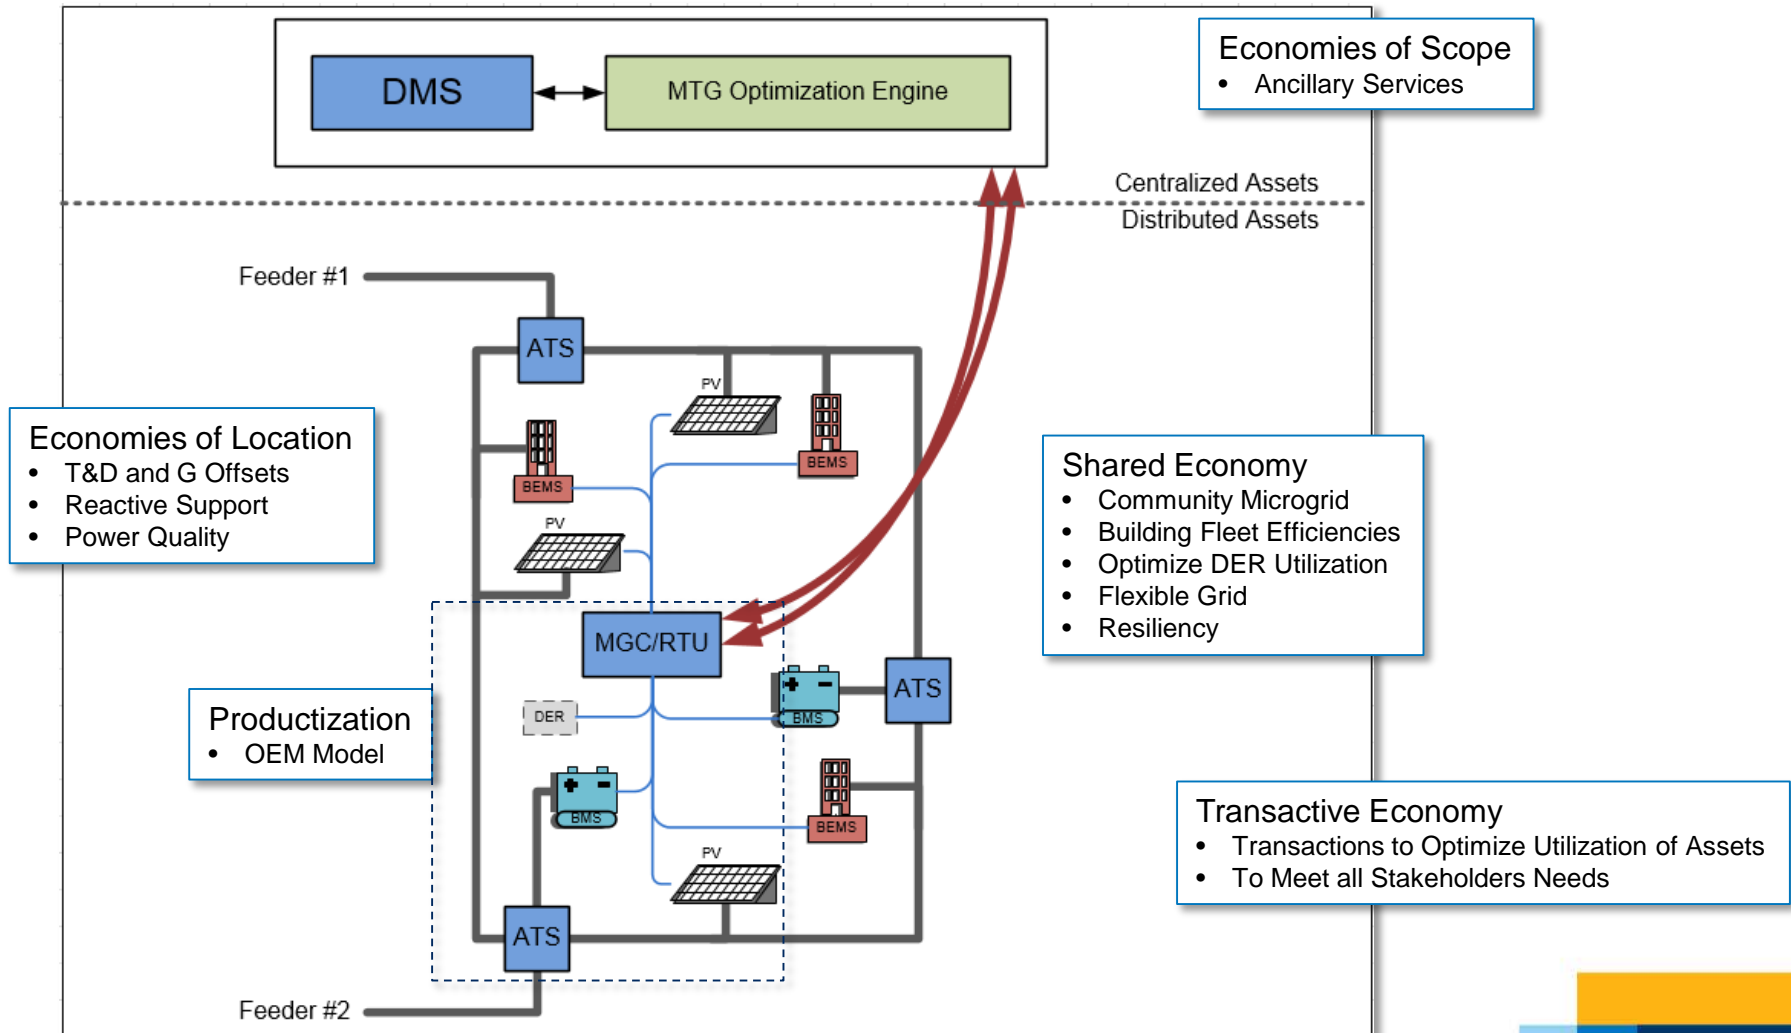 Economies of Scope
• Ancillary Services
DMS
MTG Optimization Engine
Centralized Assets
Distributed Assets
Feeder #1
ATS
PV
BEMS
BEMS
PV
Economies of Location
• T&D and G Offsets
• Reactive Support
• Power Quality
Shared Economy
• Community Microgrid
• Building Fleet Efficiencies
• Optimize DER Utilization
• Flexible Grid
• Resiliency
MGC/RTU
ATS
BMS
DER
Productization
• OEM Model
BMS
BEMS
PV
Transactive Economy
• Transactions to Optimize Utilization of Assets
• To Meet all Stakeholders Needs
ATS
Feeder #2